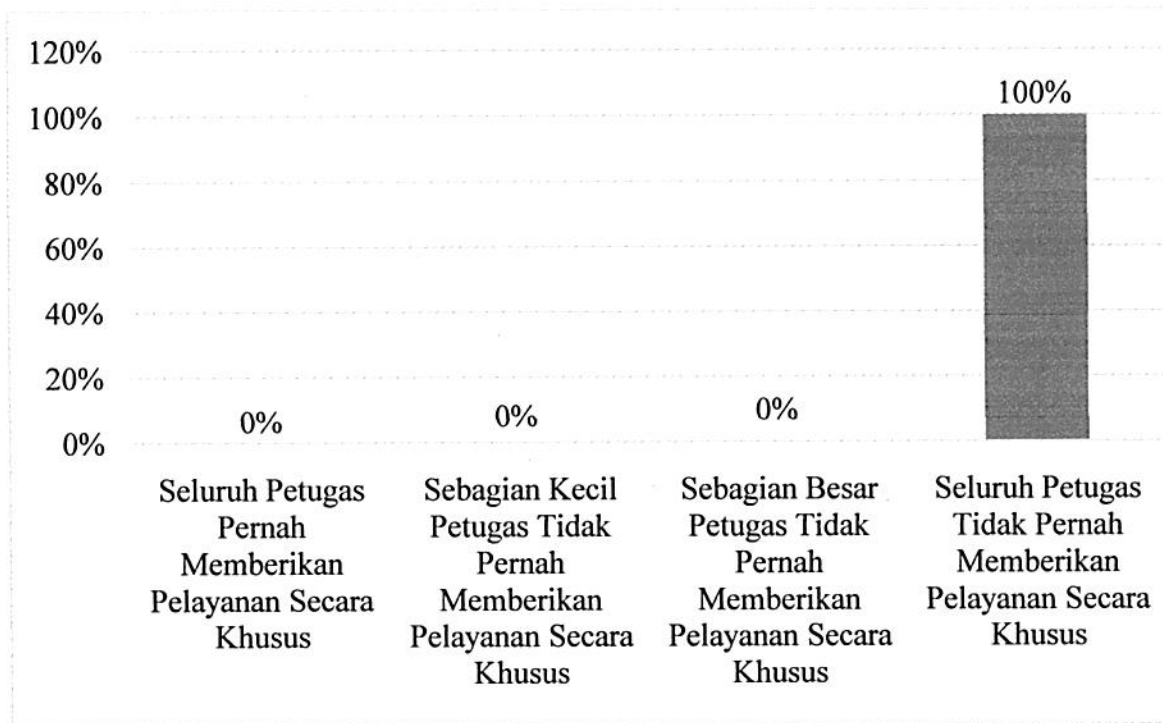 120%
100%
80%
60%
40%
20%
0%
0%
0%
0%
100%
Seluruh Petugas
Pernah
Memberikan
Pelayanan Secara
Khusus
Sebagian Kecil
Petugas Tidak
Pernah
Memberikan
Pelayanan Secara
Khusus
Sebagian Besar
Petugas Tidak
Pernah
Memberikan
Pelayanan Secara
Khusus
Seluruh Petugas
Tidak Pernah
Memberikan
Pelayanan Secara
Khusus